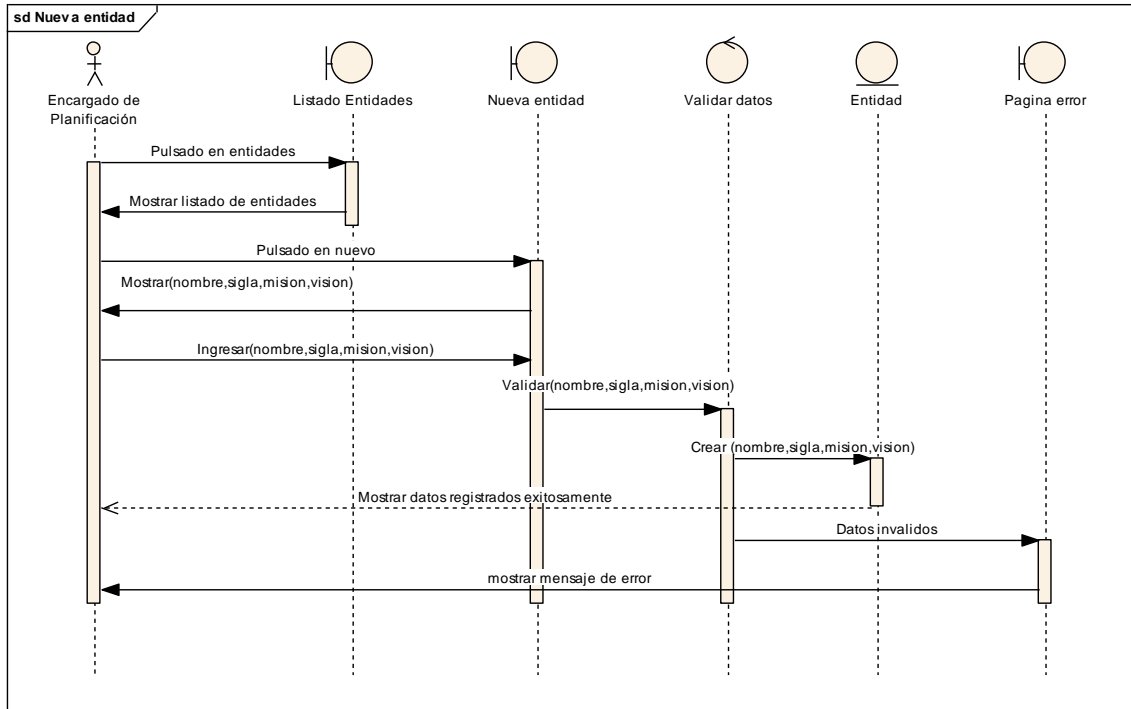 sd Nueva entidad
Encargado de
Planificación
Listado Entidades
Nueva entidad
Validar datos
Entidad
Pagina error
Pulsado en entidades
Mostrar listado de entidades
Pulsado en nuevo
Mostrar(nombre,sigla,mision,vision)
Ingresar(nombre,sigla,mision,vision)
Validar(nombre,sigla,mision,vision)
Crear (nombre,sigla,mision,vision)
Mostrar datos registrados exitosamente
Datos invalidos
mostrar mensaje de error